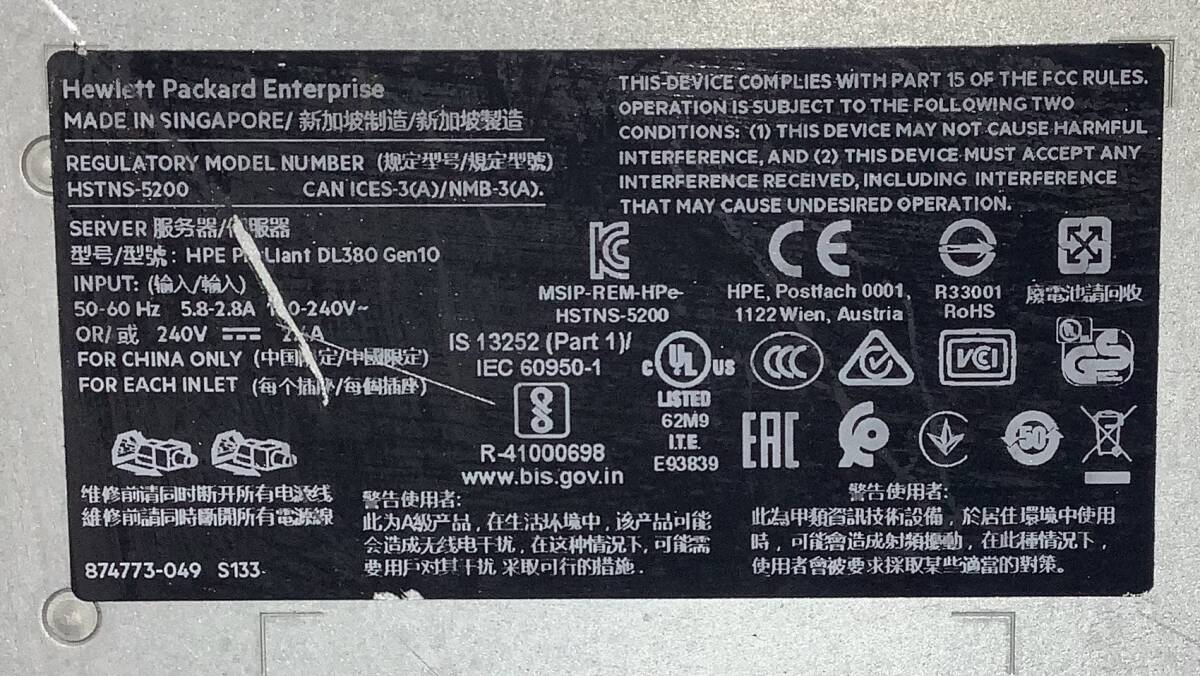 Hewlett Packard Enterprise
MADE IN SINGAPORE/ 新加坡制造/新加坡製造
REGULATORY MODEL NUMBER (规定型号/規定型號)
HSTNS-5200 CAN ICES-3(A)/NMB-3(A).
SERVER 服务器/伺服器
型号/型號: HPE ProLiant DL380 Gen10
INPUT: (输入/輸入)
50-60 Hz 5.8-2.8A 100-240V~
OR/或 240V
FOR CHINA ONLY (中国限定/中國限定)
FOR EACH INLET (每个插座/每個插座)
维修前请同时断开所有电源线
維修前請同時斷開所有電源線
874773-049 S133
THIS DEVICE COMPLIES WITH PART 15 OF THE FCC RULES.
OPERATION IS SUBJECT TO THE FOLLOWING TWO
CONDITIONS: (1) THIS DEVICE MAY NOT CAUSE HARMFUL
INTERFERENCE, AND (2) THIS DEVICE MUST ACCEPT ANY
INTERFERENCE RECEIVED, INCLUDING INTERFERENCE
THAT MAY CAUSE UNDESIRED OPERATION.
MSIP-REM-HPe-
HSTNS-5200
CE
HPE, Postfach 0001,
1122 Wien, Austria
R33001
RoHS
廢電池請回收
IS 13252 (Part 1)/
IEC 60950-1
R-41000698
www.bis.gov.in
c UL US
LISTED
62M9
I.T.E.
E93839
CCC
VCI
UL
GS
EAC
50
警告使用者:
此为A级产品,在生活环境中,该产品可能
会造成无线电干扰,在这种情况下,可能需
要用户对其干扰 采取可行的措施.
警告使用者:
此為甲類資訊技術設備,於居住環境中使用
時,可能會造成射頻擾動,在此種情況下,
使用者會被要求採取某些適當的對策。